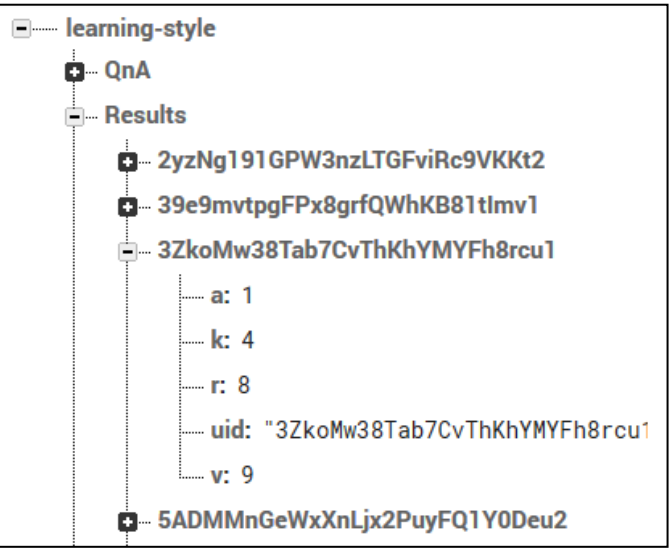 learning-style
QnA
Results
2yzNg191GPW3nzLTGFviRc9VKKt2
39e9mvtpgFPx8grfQWhKB81tImv1
3ZkoMw38Tab7CvThKhYMYFh8rcu1
a: 1
k: 4
r: 8
uid: "3ZkoMw38Tab7CvThKhYMYFh8rcu1
v: 9
5ADMMnGeWxXnLjx2PuyFQ1Y0Deu2